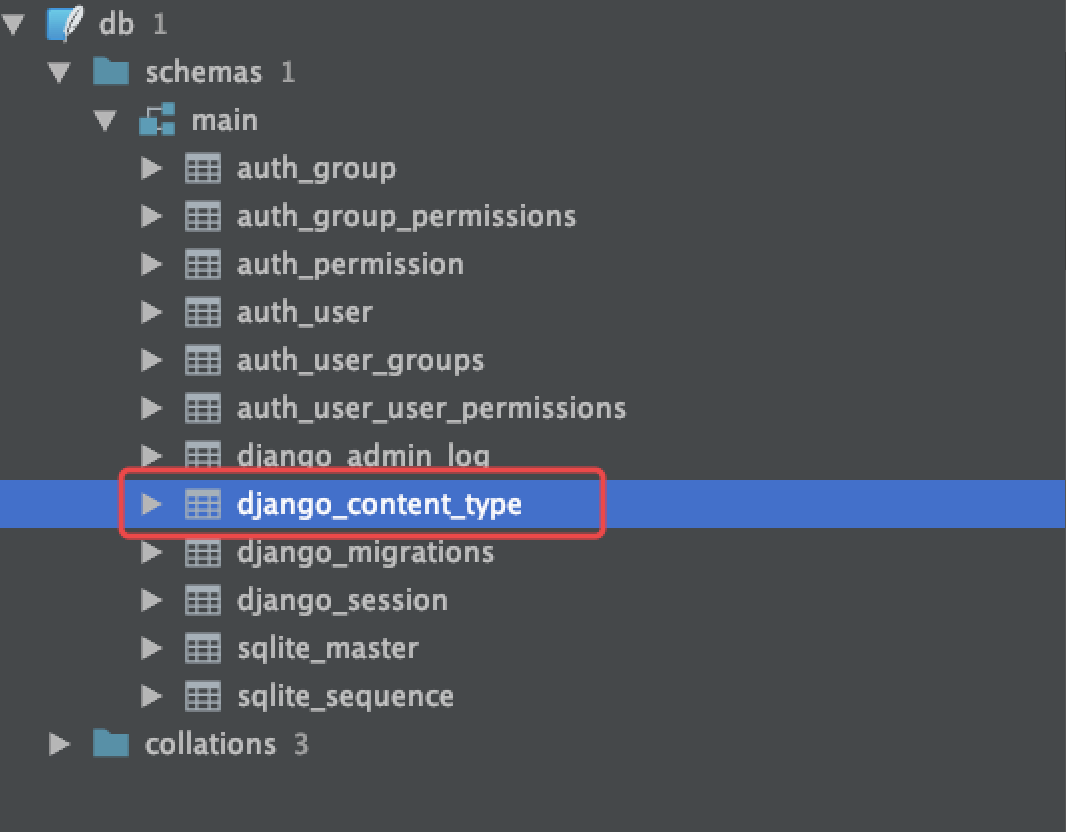 db 1
schemas 1
main
auth_group
auth_group_permissions
auth_permission
auth_user
auth_user_groups
auth_user_user_permissions
django_admin_log
django_content_type
django_migrations
django_session
sqlite_master
sqlite_sequence
collations 3